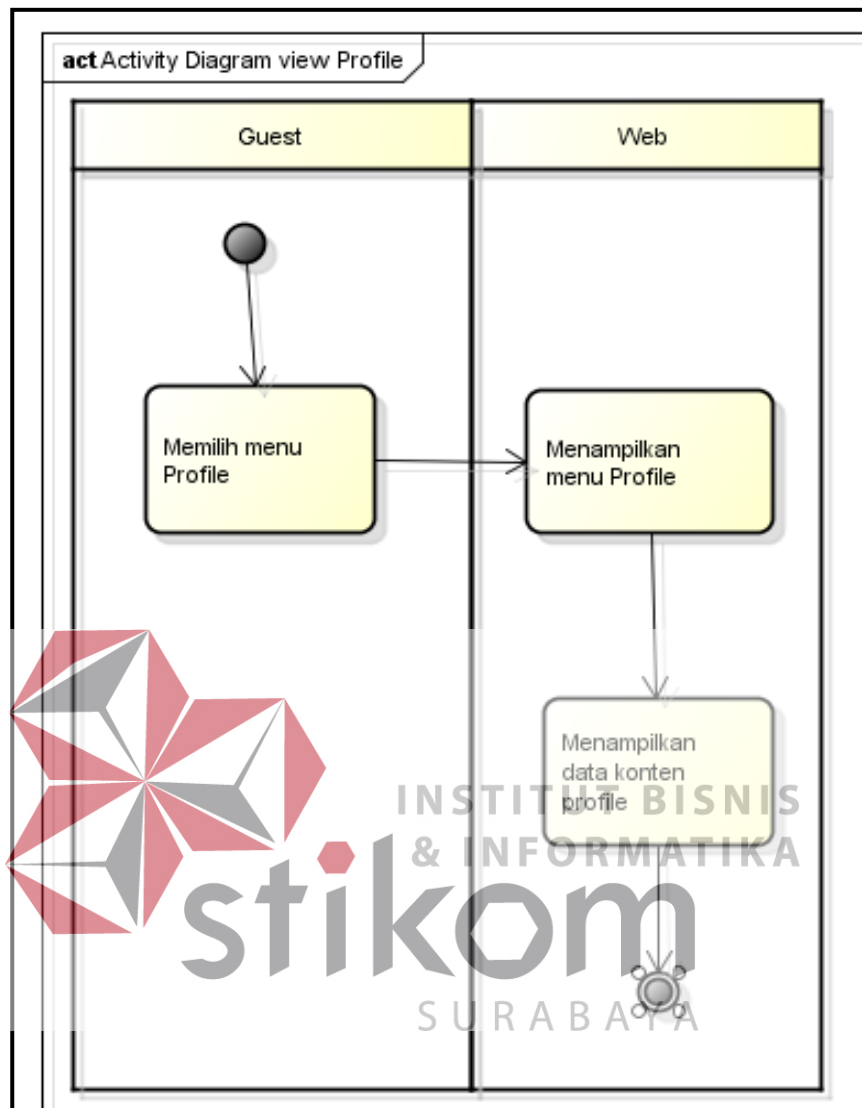 act Activity Diagram view Profile
Guest
Web
Memilih menu
Profile
Menampilkan
menu Profile
Menampilkan
data konten
profile
INSTITUT BISNIS
& INFORMATIKA
stikom
SURABAYA